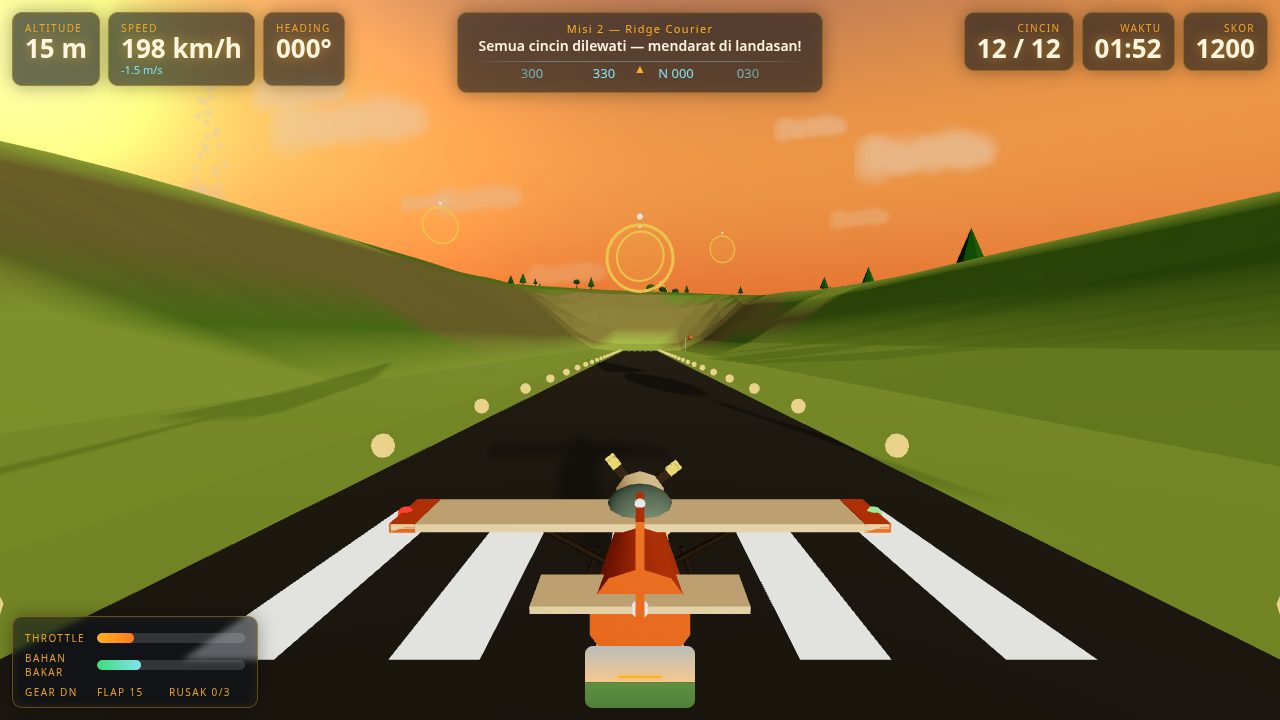 ALTITUDE
15 m
SPEED
198 km/h
-1.5 m/s
HEADING
000°
Misi 2 — Ridge Courier
Semua cincin dilewati — mendarat di landasan!
300 330 ▲ N 000 030
CINCIN
12 / 12
WAKTU
01:52
SKOR
1200
THROTTLE
BAHAN
BAKAR
GEAR DN FLAP 15 RUSAK 0/3